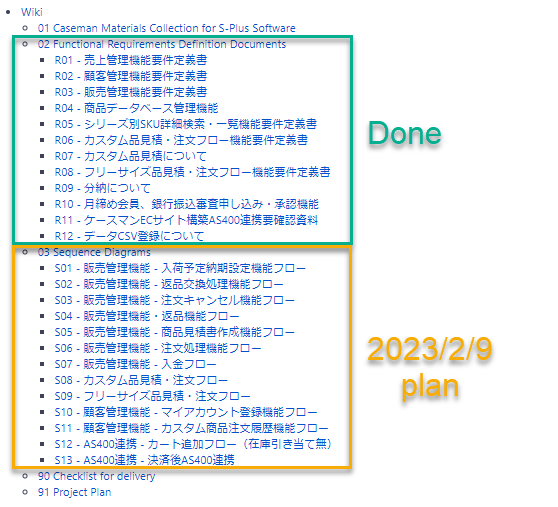 Wiki
01 Caseman Materials Collection for S-Plus Software
02 Functional Requirements Definition Documents
R01 - 売上管理機能要件定義書
R02 - 顧客管理機能要件定義書
R03 - 販売管理機能要件定義書
R04 - 商品データベース管理機能
R05 - シリーズ別SKU詳細検索・一覧機能要件定義書
R06 - カスタム品見積・注文フロー機能要件定義書
R07 - カスタム品見積について
R08 - フリーサイズ品見積・注文フロー機能要件定義書
R09 - 分納について
R10 - 月締め会員、銀行振込審査申し込み・承認機能
R11 - ケースマンECサイト構築AS400連携要確認資料
R12 - データCSV登録について
Done
03 Sequence Diagrams
S01 - 販売管理機能 - 入荷予定納期設定機能フロー
S02 - 販売管理機能 - 返品交換処理機能フロー
S03 - 販売管理機能 - 注文キャンセル機能フロー
S04 - 販売管理機能・返品機能フロー
S05 - 販売管理機能 - 商品見積書作成機能フロー
S06 - 販売管理機能 - 注文処理機能フロー
S07 - 販売管理機能 - 入金フロー
S08 - カスタム品見積・注文フロー
S09 - フリーサイズ品見積・注文フロー
S10 - 顧客管理機能 - マイアカウント登録機能フロー
S11 - 顧客管理機能 - カスタム商品注文履歴機能フロー
S12 - AS400連携 - カート追加フロー（在庫引き当て無）
S13 - AS400連携 - 決済後AS400連携
2023/2/9
plan
90 Checklist for delivery
91 Project Plan